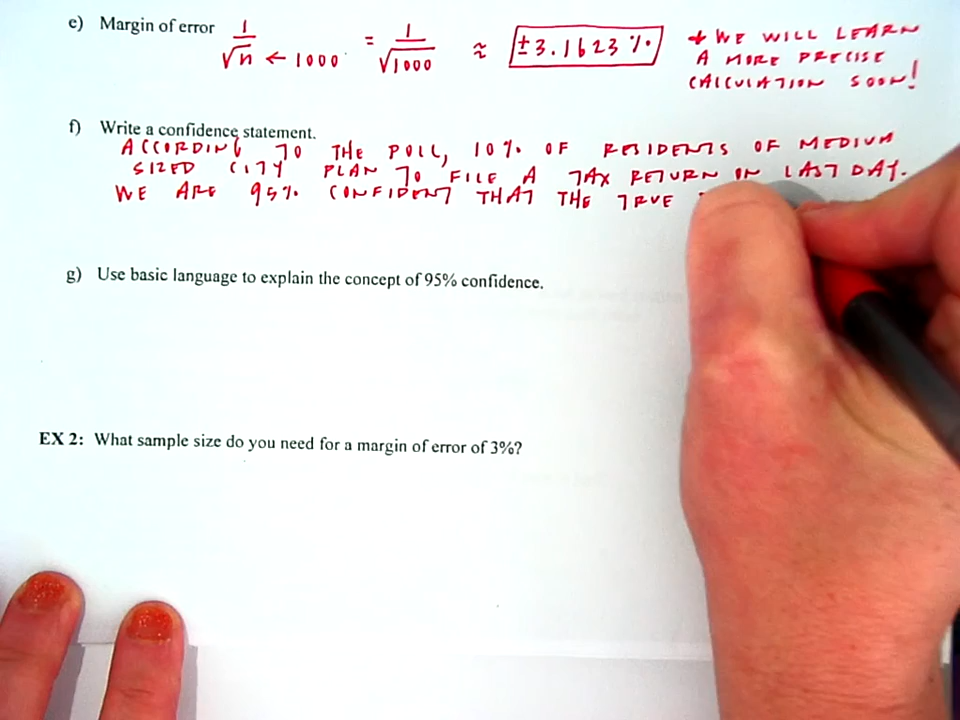 e) Margin of error 1/√n ← 1000 = 1/√1000 ≈ ±3.1623 %. * WE WILL LEARN
A MORE PRECISE
CALCULATION SOON!
f) Write a confidence statement.
ACCORDING TO THE POLL, 10% OF RESIDENTS OF MEDIUM
SIZED CITY PLAN TO FILE A TAX RETURN ON LAST DAY.
WE ARE 95% CONFIDENT THAT THE TRUE
g) Use basic language to explain the concept of 95% confidence.
EX 2: What sample size do you need for a margin of error of 3%?